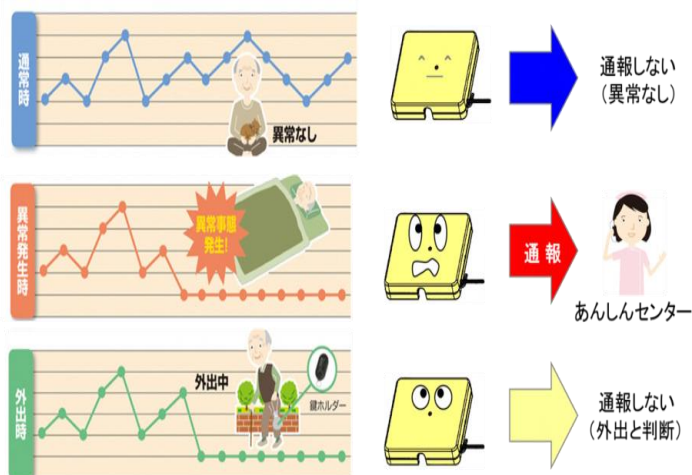 通常時
異常なし
通報しない
（異常なし）
異常発生時
異常事態
発生!
通報
あんしんセンター
外出時
外出中
鍵ホルダー
通報しない
（外出と判断）